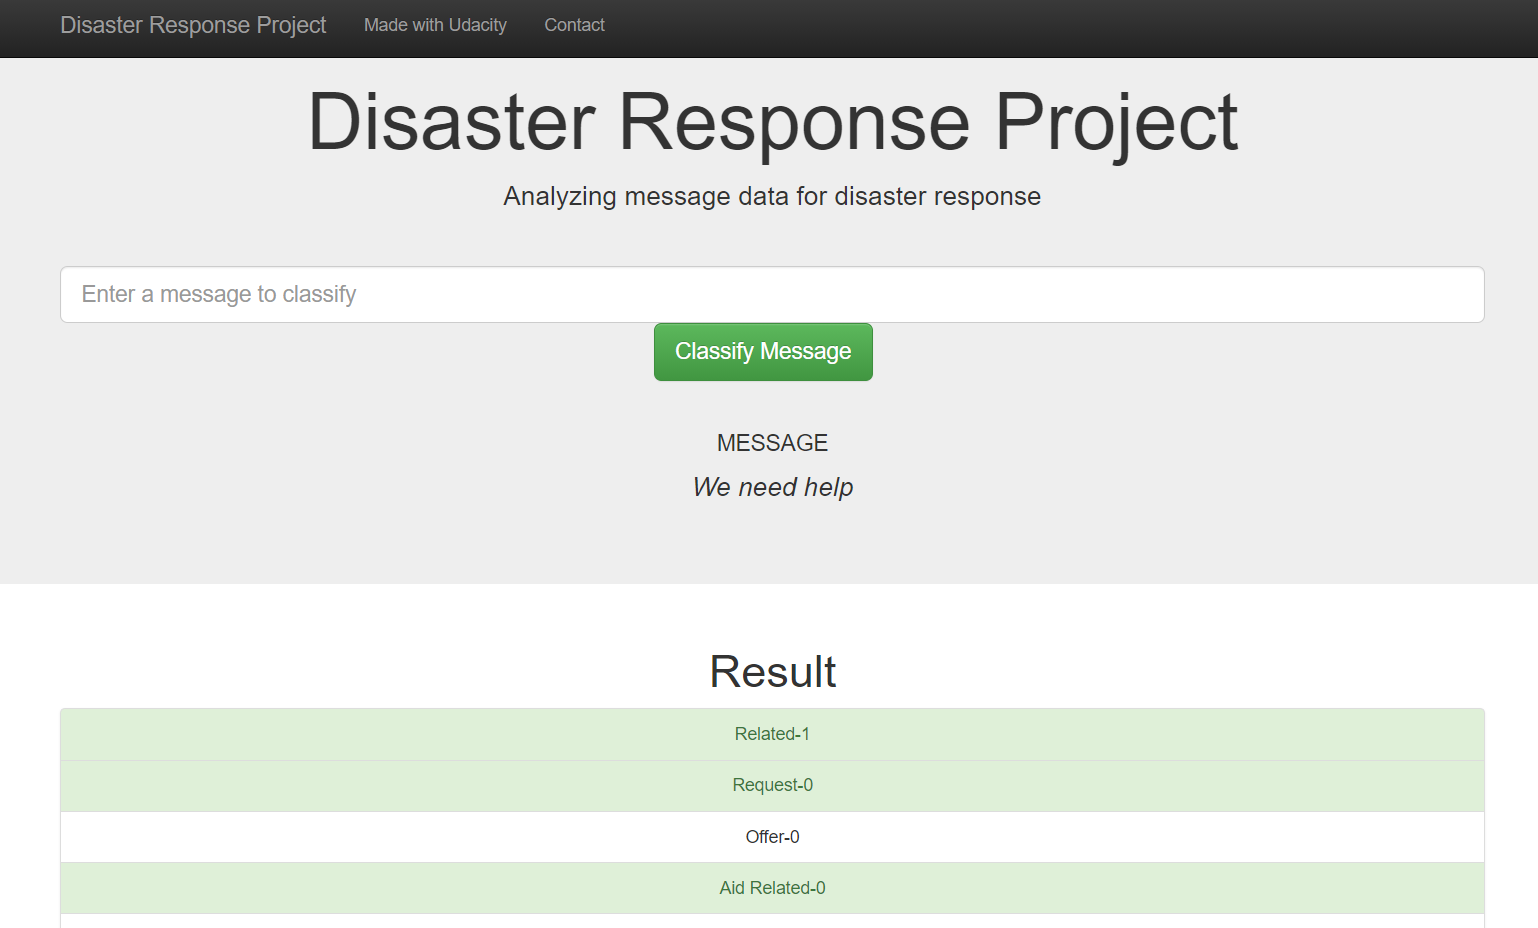 Disaster Response Project Made with Udacity Contact
Disaster Response Project
Analyzing message data for disaster response
Enter a message to classify
Classify Message
MESSAGE
We need help
Result
Related-1
Request-0
Offer-0
Aid Related-0